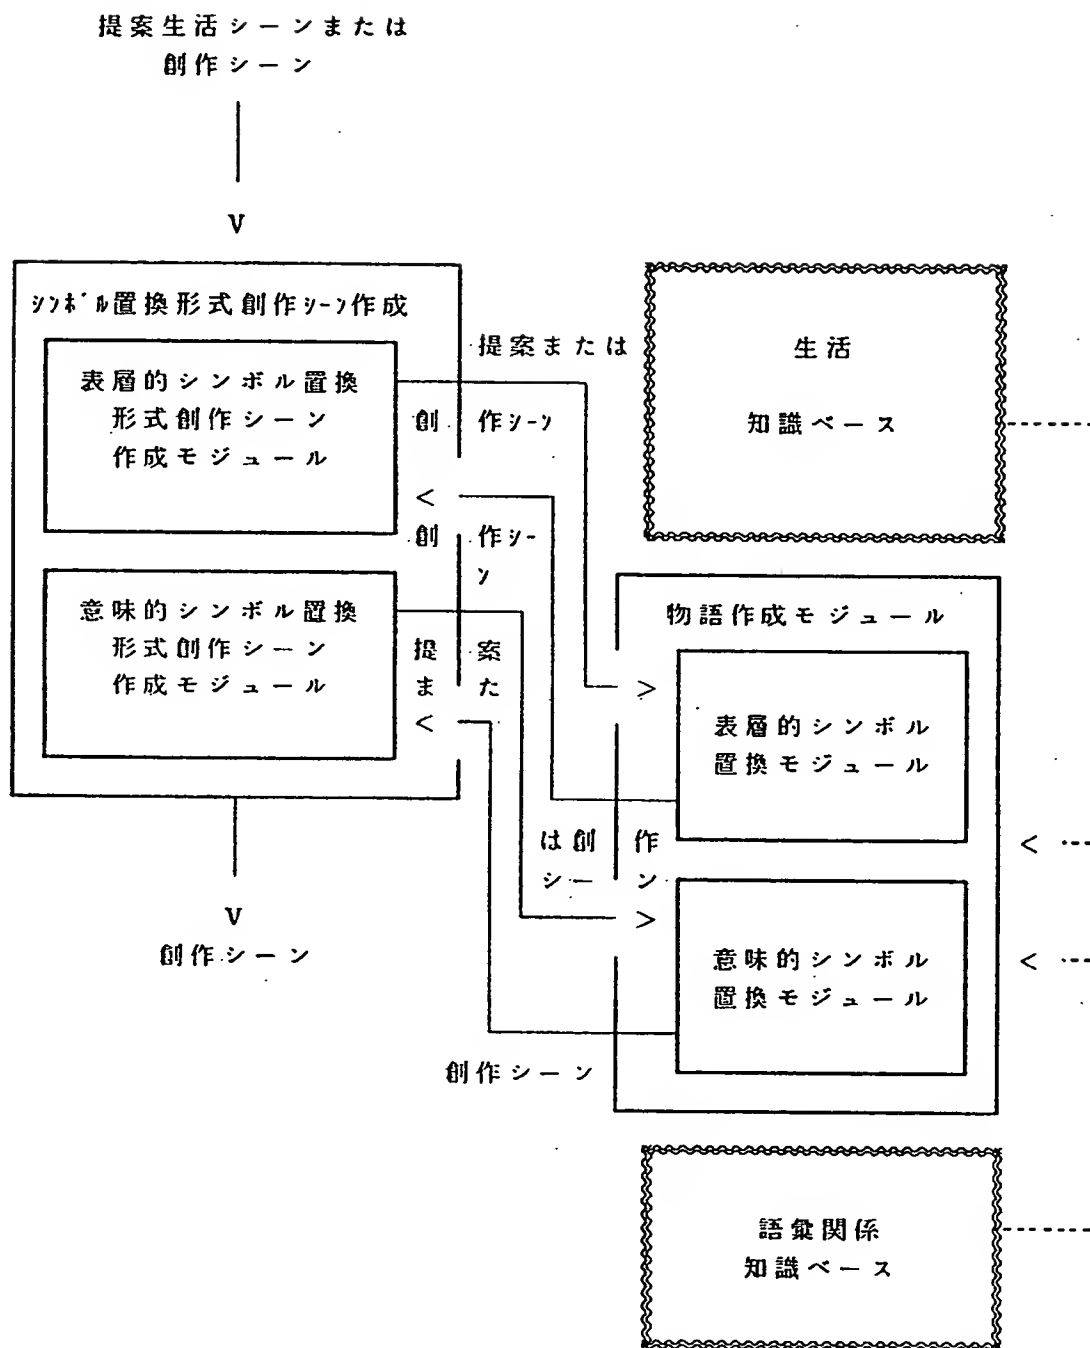 提案生活シーンまたは
創作シーン
V
ｼﾝﾎﾞﾙ置換形式創作ｼｰﾝ作成
表層的シンボル置換
形式創作シーン
作成モジュール
提案または
創作ｼｰﾝ
<
創作ｼｰ
ﾝ
意味的シンボル置換
形式創作シーン
作成モジュール
提案
また
<
は創作
シーン
>
V
創作シーン
創作シーン
生活
知識ベース
物語作成モジュール
>
表層的シンボル
置換モジュール
<
意味的シンボル
置換モジュール
<
語彙関係
知識ベース